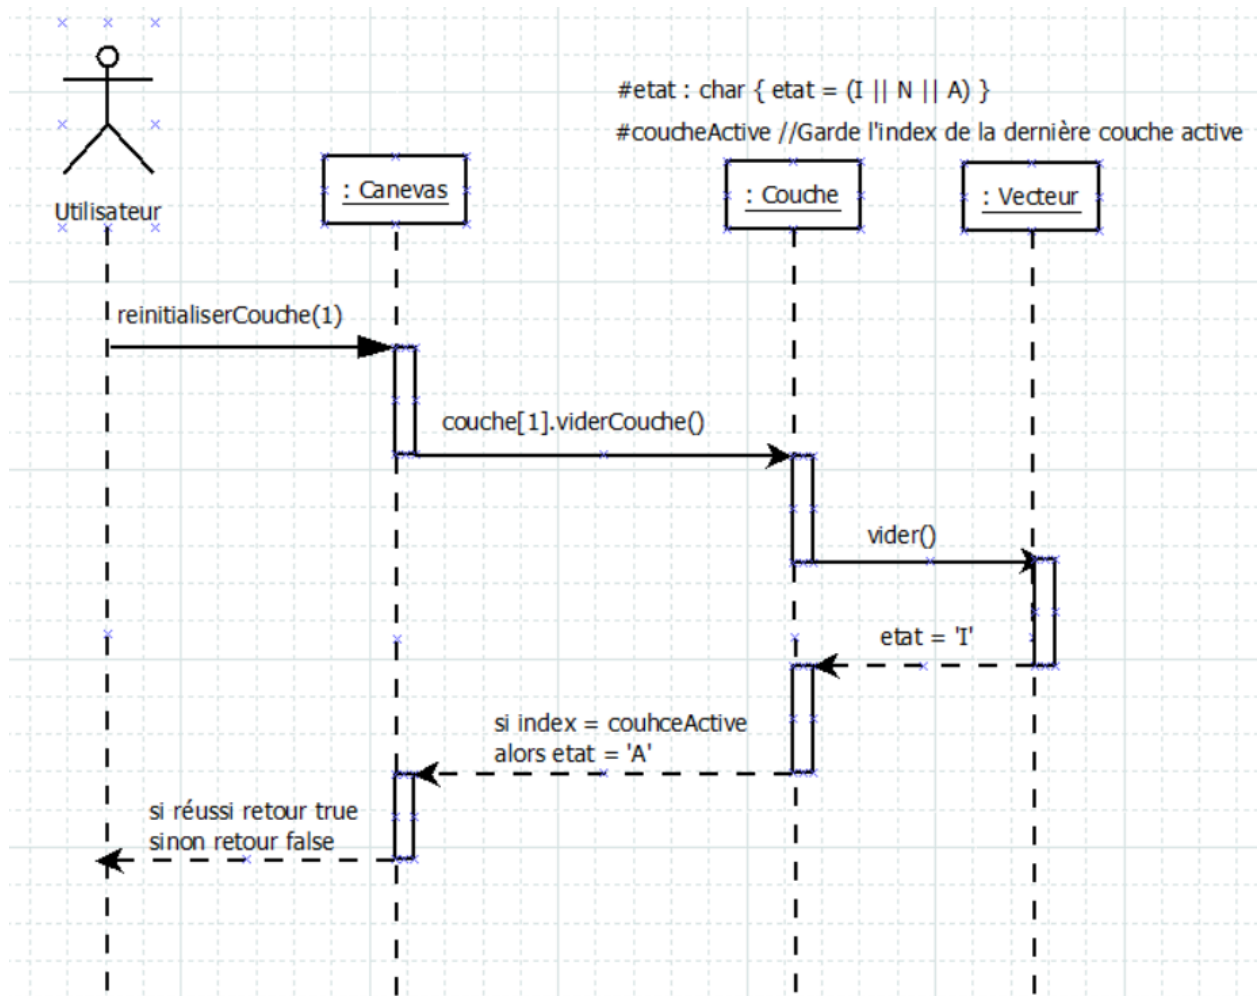 #etat : char { etat = (I || N || A) }
#coucheActive //Garde l'index de la dernière couche active
: Canevas
: Couche
: Vecteur
Utilisateur
reinitialiserCouche(1)
couche[1].viderCouche()
vider()
etat = 'I'
si index = couhceActive
alors etat = 'A'
si réussi retour true
sinon retour false